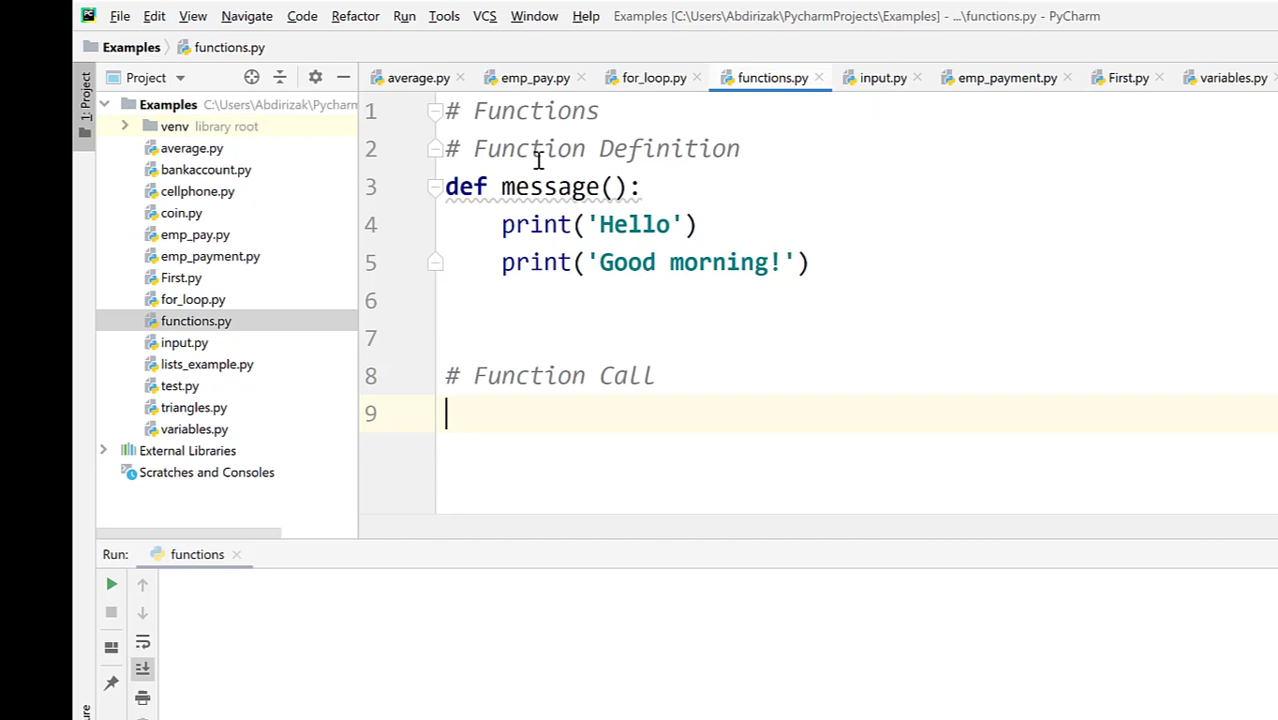 PC File Edit View Navigate Code Refactor Run Tools VCS Window Help Examples [C:\Users\Abdirizak\PycharmProjects\Examples] - ...\functions.py - PyCharm
Examples functions.py
1: Project
Project
average.py emp_pay.py for_loop.py functions.py input.py emp_payment.py First.py variables.py
Examples C:\Users\Abdirizak\Pycharm
venv library root
average.py
bankaccount.py
cellphone.py
coin.py
emp_pay.py
emp_payment.py
First.py
for_loop.py
functions.py
input.py
lists_example.py
test.py
triangles.py
variables.py
External Libraries
Scratches and Consoles
1 # Functions
2 # Function Definition
3 def message():
4 print('Hello')
5 print('Good morning!')
6
7
8 # Function Call
9
Run: functions